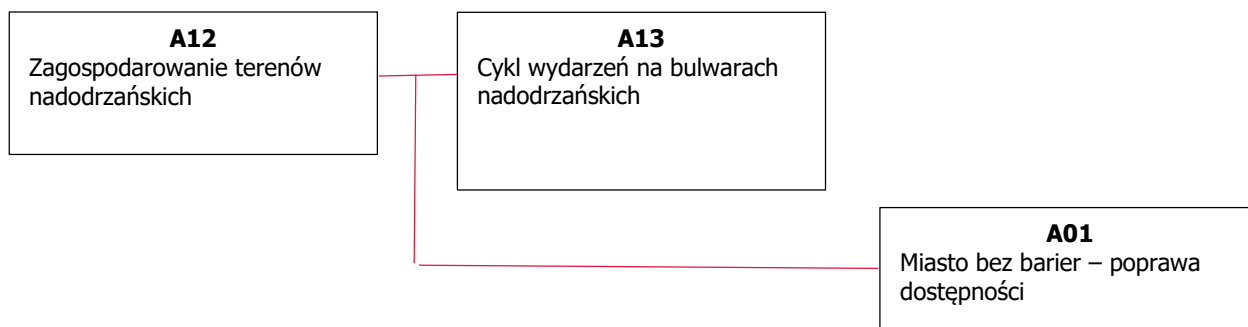 A12
Zagospodarowanie terenów
nadodrzańskich
A13
Cykl wydarzeń na bulwarach
nadodrzańskich
A01
Miasto bez barier – poprawa
dostępności